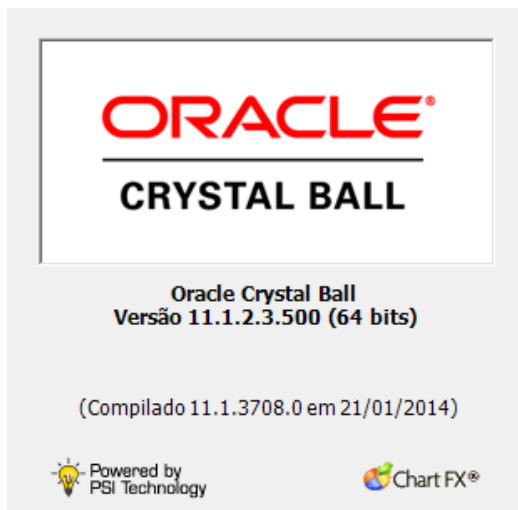 ORACLE®
CRYSTAL BALL
Oracle Crystal Ball
Versão 11.1.2.3.500 (64 bits)
(Compilado 11.1.3708.0 em 21/01/2014)
Powered by
PSI Technology
Chart FX®